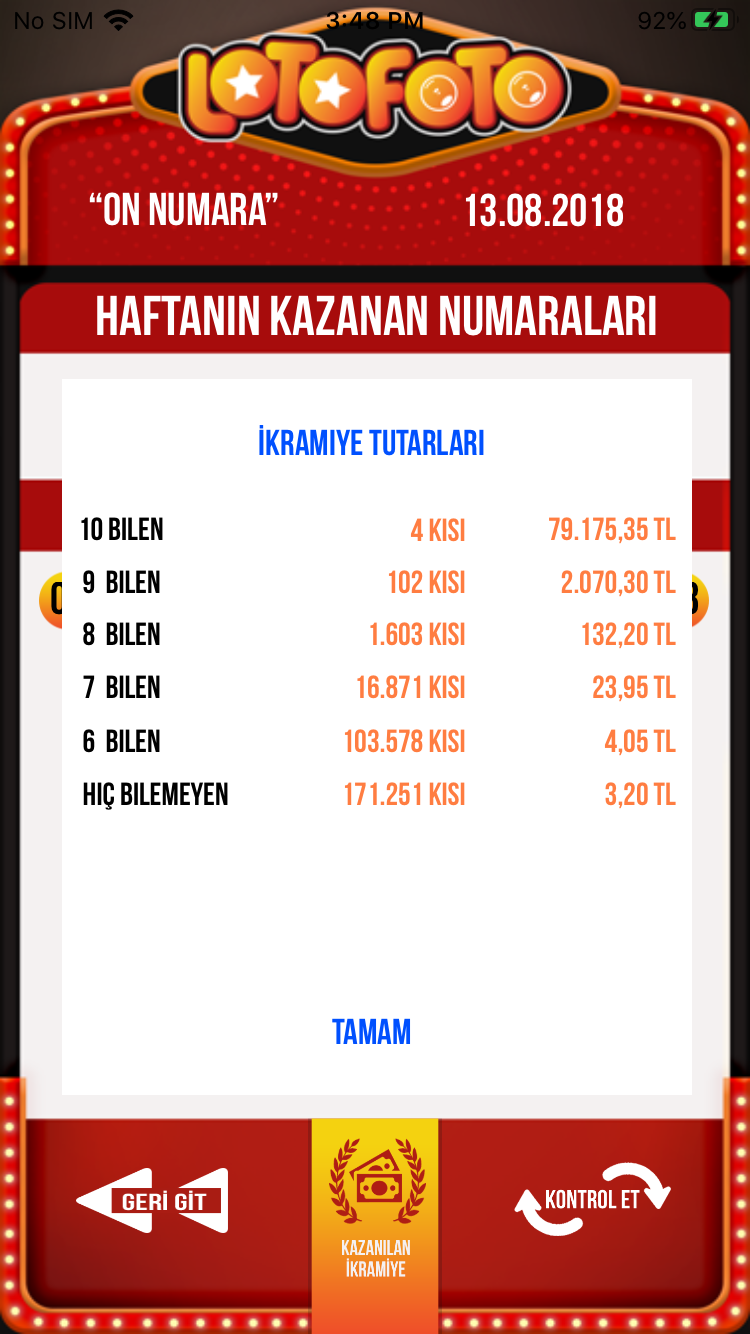 No SIM 3:48 PM 92%
LOTOFOTO
“ON NUMARA” 13.08.2018
HAFTANIN KAZANAN NUMARALARI
İKRAMIYE TUTARLARI
10 BILEN 4 KISI 79.175,35 TL
9 BILEN 102 KISI 2.070,30 TL
8 BILEN 1.603 KISI 132,20 TL
7 BILEN 16.871 KISI 23,95 TL
6 BILEN 103.578 KISI 4,05 TL
HIÇ BILEMEYEN 171.251 KISI 3,20 TL
TAMAM
GERİ GİT
KONTROL ET
KAZANILAN
İKRAMİYE